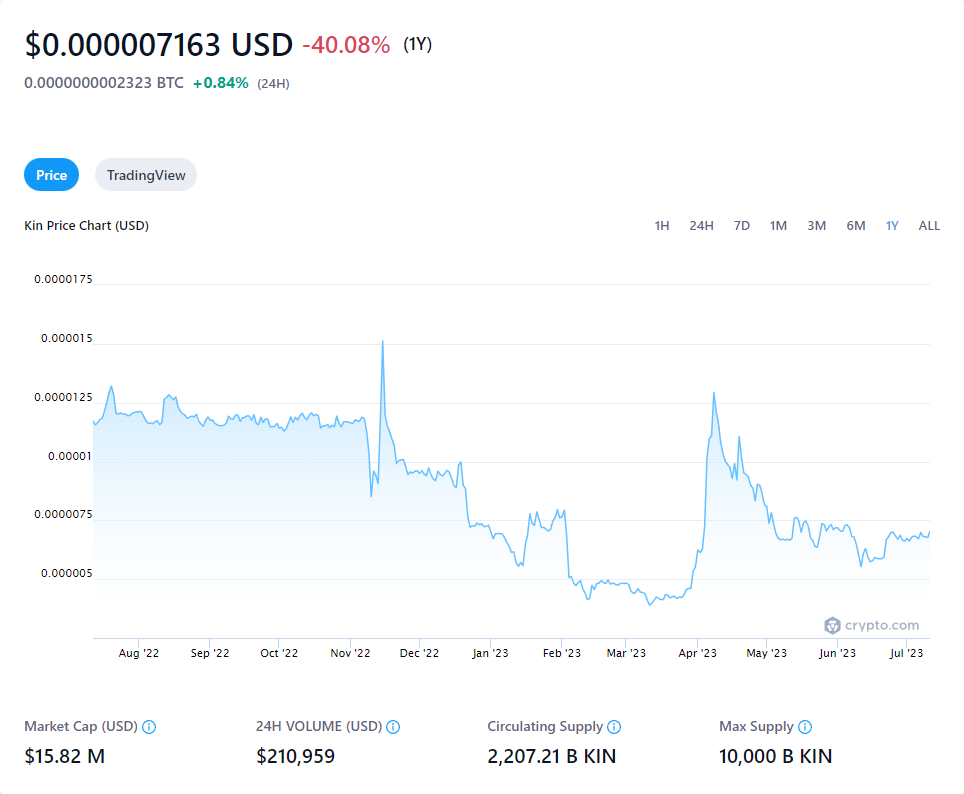 $0.000007163 USD -40.08% (1Y)
0.0000000002323 BTC +0.84% (24H)
Price TradingView
Kin Price Chart (USD) 1H 24H 7D 1M 3M 6M 1Y ALL
0.0000175
0.000015
0.0000125
0.00001
0.0000075
0.000005
crypto.com
Aug '22 Sep '22 Oct '22 Nov '22 Dec '22 Jan '23 Feb '23 Mar '23 Apr '23 May '23 Jun '23 Jul '23
Market Cap (USD) 24H VOLUME (USD) Circulating Supply Max Supply
$15.82 M $210,959 2,207.21 B KIN 10,000 B KIN